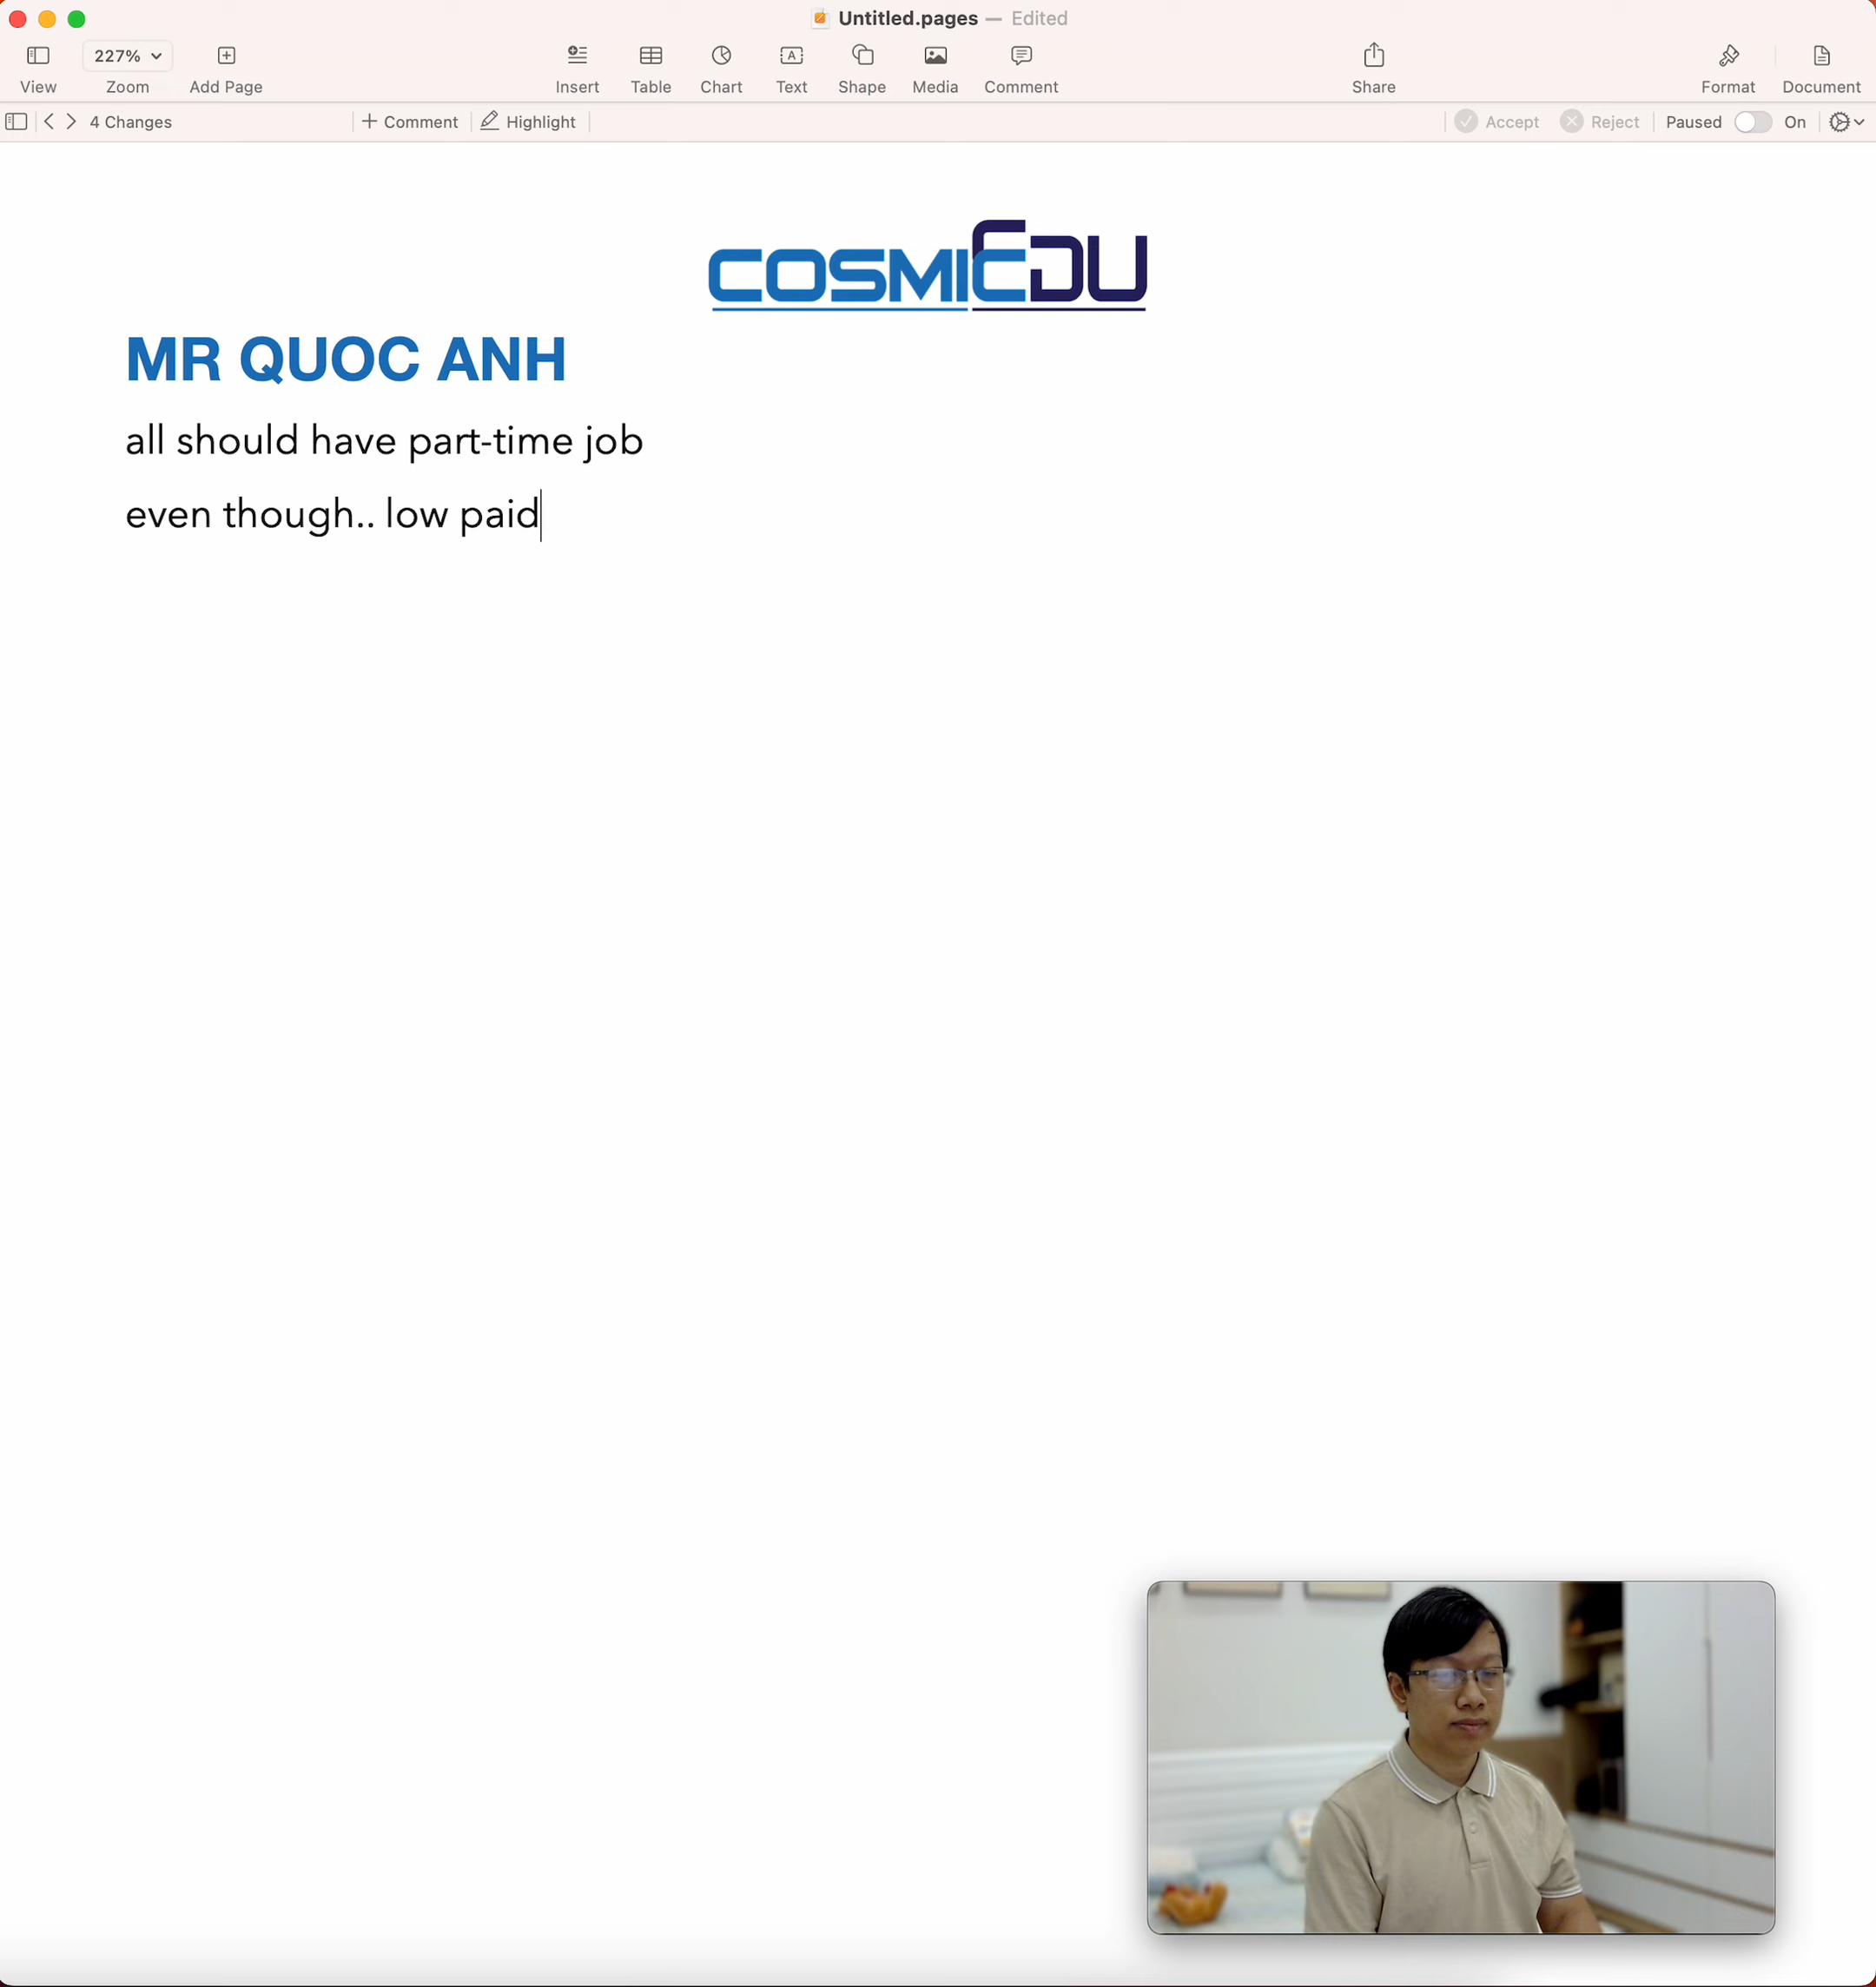 Untitled.pages — Edited
227%
View
Zoom
Add Page
Insert
Table
Chart
Text
Shape
Media
Comment
Share
Format
Document
4 Changes
Comment
Highlight
Accept
Reject
Paused
On
COSMICEDU
MR QUOC ANH
all should have part-time job
even though.. low paid